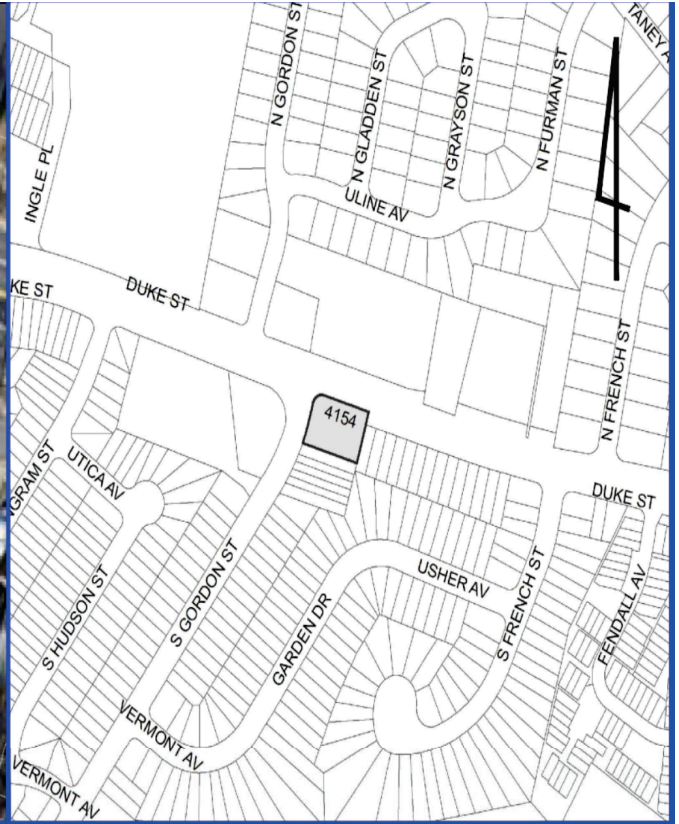 TANEY A
N GORDON ST
N GLADDEN ST
N GRAYSON ST
N FURMAN ST
INGLE PL
ULINE AV
KE ST
DUKE ST
N FRENCH ST
4154
UTICA AV
GRAM ST
DUKE ST
S HUDSON ST
S GORDON ST
USHER AV
GARDEN DR
S FRENCH ST
FENDALL AV
VERMONT AV
VERMONT AV